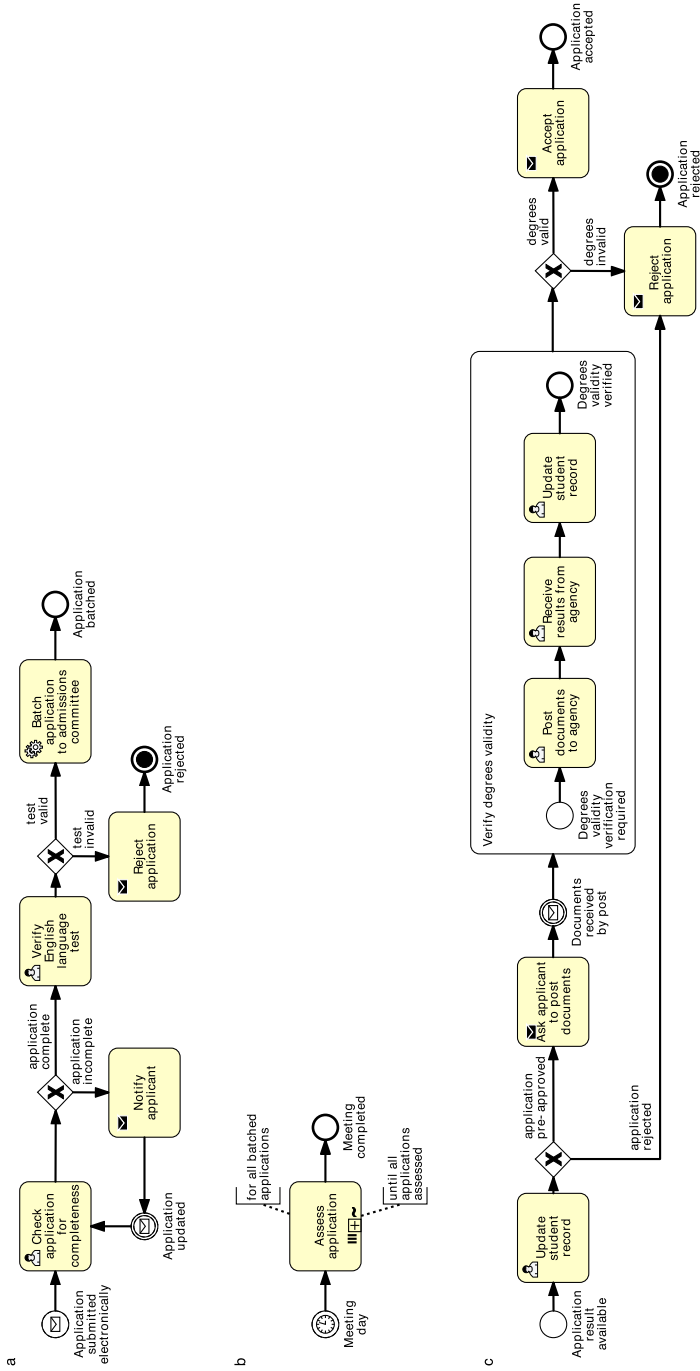 a
Application
submitted
electronically
Check
application
for
completeness
application
complete
application
incomplete
Notify
applicant
Application
updated
Verify
English
language
test
test
valid
test
invalid
Reject
application
Application
rejected
Batch
application
to admissions
committee
Application
batched
b
Meeting
day
Assess
application
for all batched
applications
until all
applications
assessed
Meeting
completed
c
Application
result
available
Update
student
record
application
pre- approved
application
rejected
Ask applicant
to post
documents
Documents
received
by post
Verify degrees validity
Degrees
validity
verification
required
Post
documents
to agency
Receive
results from
agency
Update
student
record
Degrees
validity
verified
degrees
valid
degrees
invalid
Accept
application
Application
accepted
Reject
application
Application
rejected